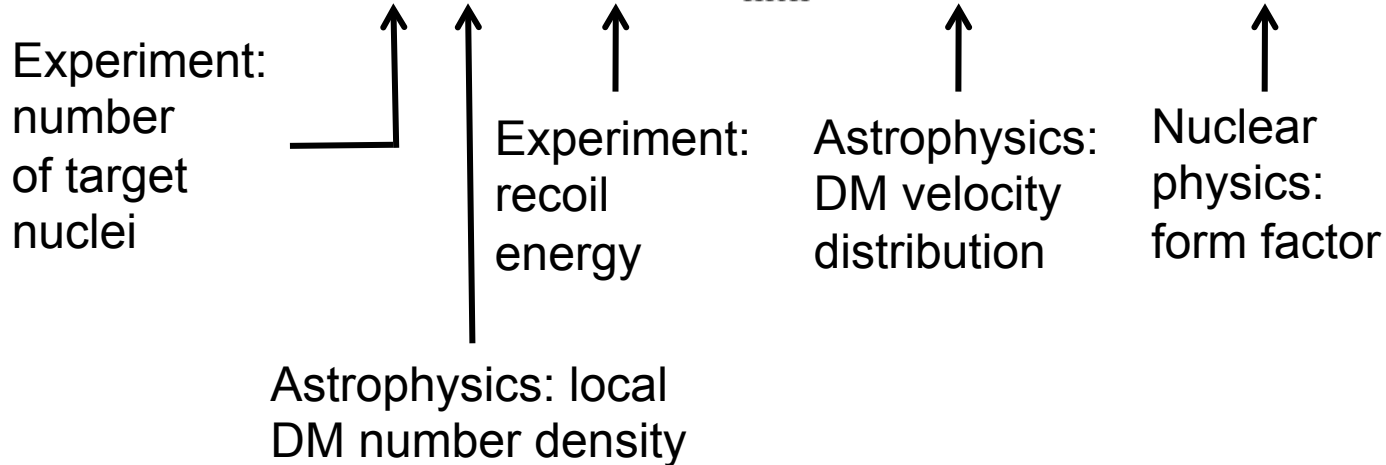 Experiment:
number
of target
nuclei
Experiment:
recoil
energy
Astrophysics:
DM velocity
distribution
Nuclear
physics:
form factor
Astrophysics: local
DM number density